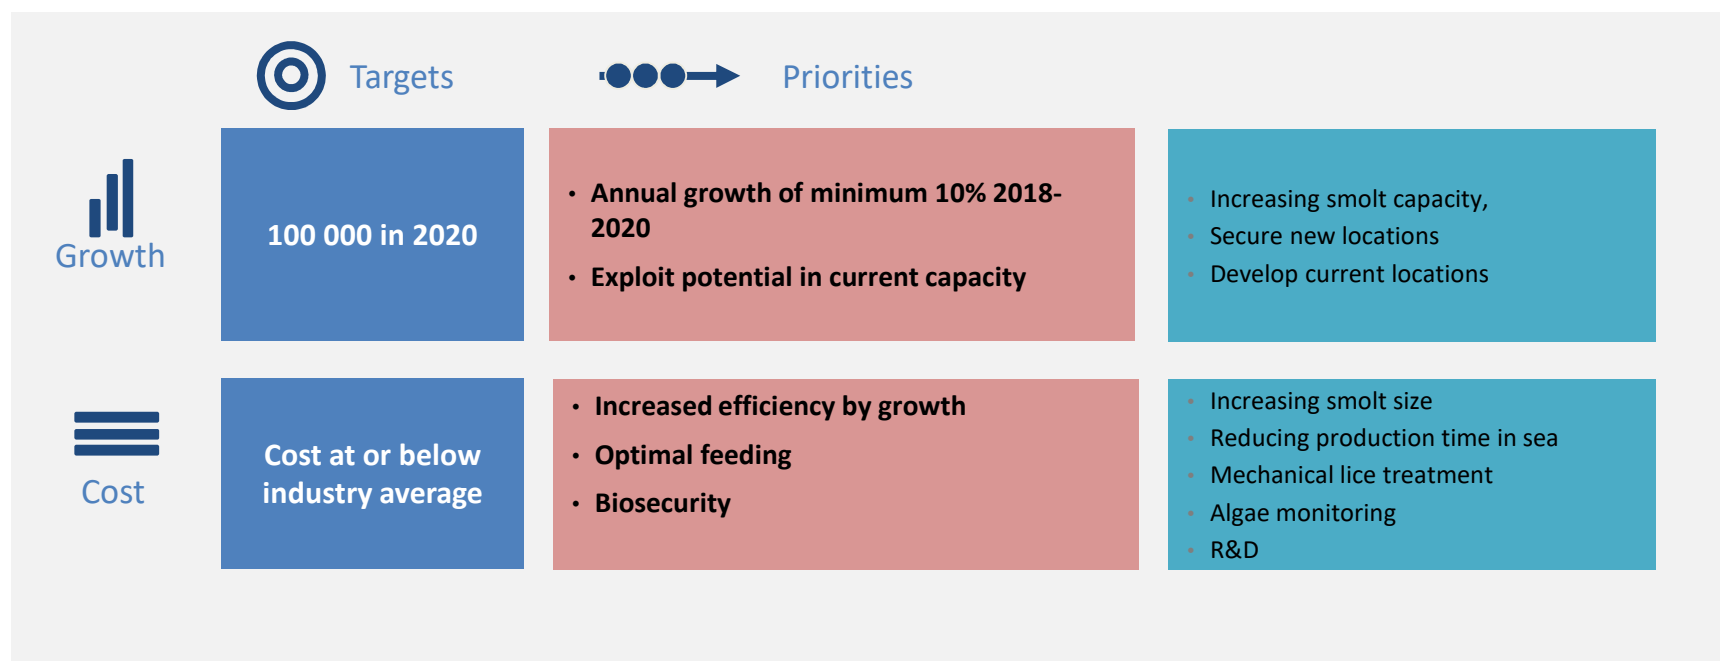 Targets
Priorities
Growth
100 000 in 2020
• Annual growth of minimum 10% 2018-
2020
• Exploit potential in current capacity
• Increasing smolt capacity,
• Secure new locations
• Develop current locations
Cost
Cost at or below
industry average
• Increased efficiency by growth
• Optimal feeding
• Biosecurity
• Increasing smolt size
• Reducing production time in sea
• Mechanical lice treatment
• Algae monitoring
• R&D